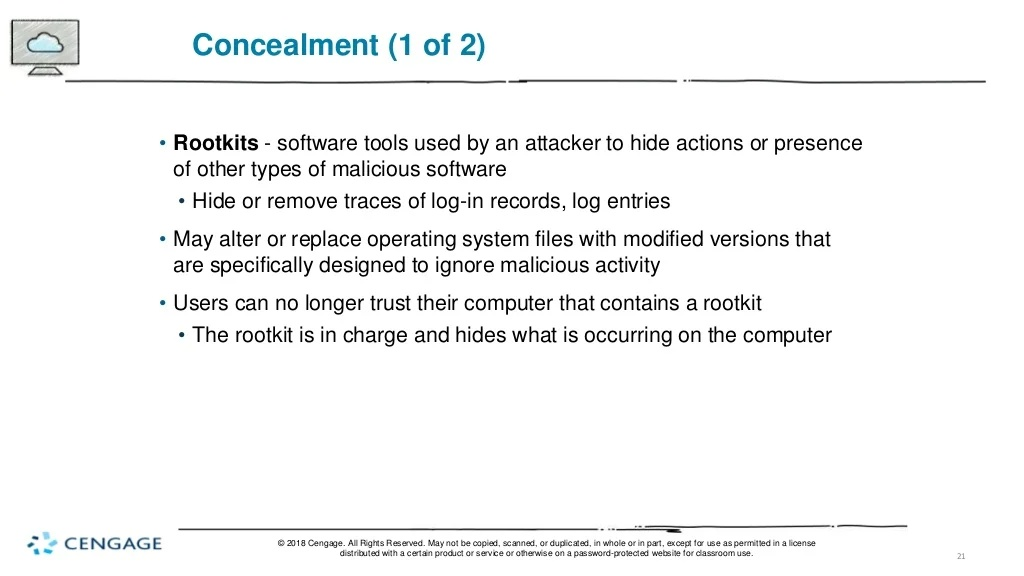 Concealment (1 of 2)
• Rootkits - software tools used by an attacker to hide actions or presence
of other types of malicious software
• Hide or remove traces of log-in records, log entries
• May alter or replace operating system files with modified versions that
are specifically designed to ignore malicious activity
• Users can no longer trust their computer that contains a rootkit
• The rootkit is in charge and hides what is occurring on the computer
CENGAGE
© 2018 Cengage. All Rights Reserved. May not be copied, scanned, or duplicated, in whole or in part, except for use as permitted in a license
distributed with a certain product or service or otherwise on a password-protected website for classroom use.
21